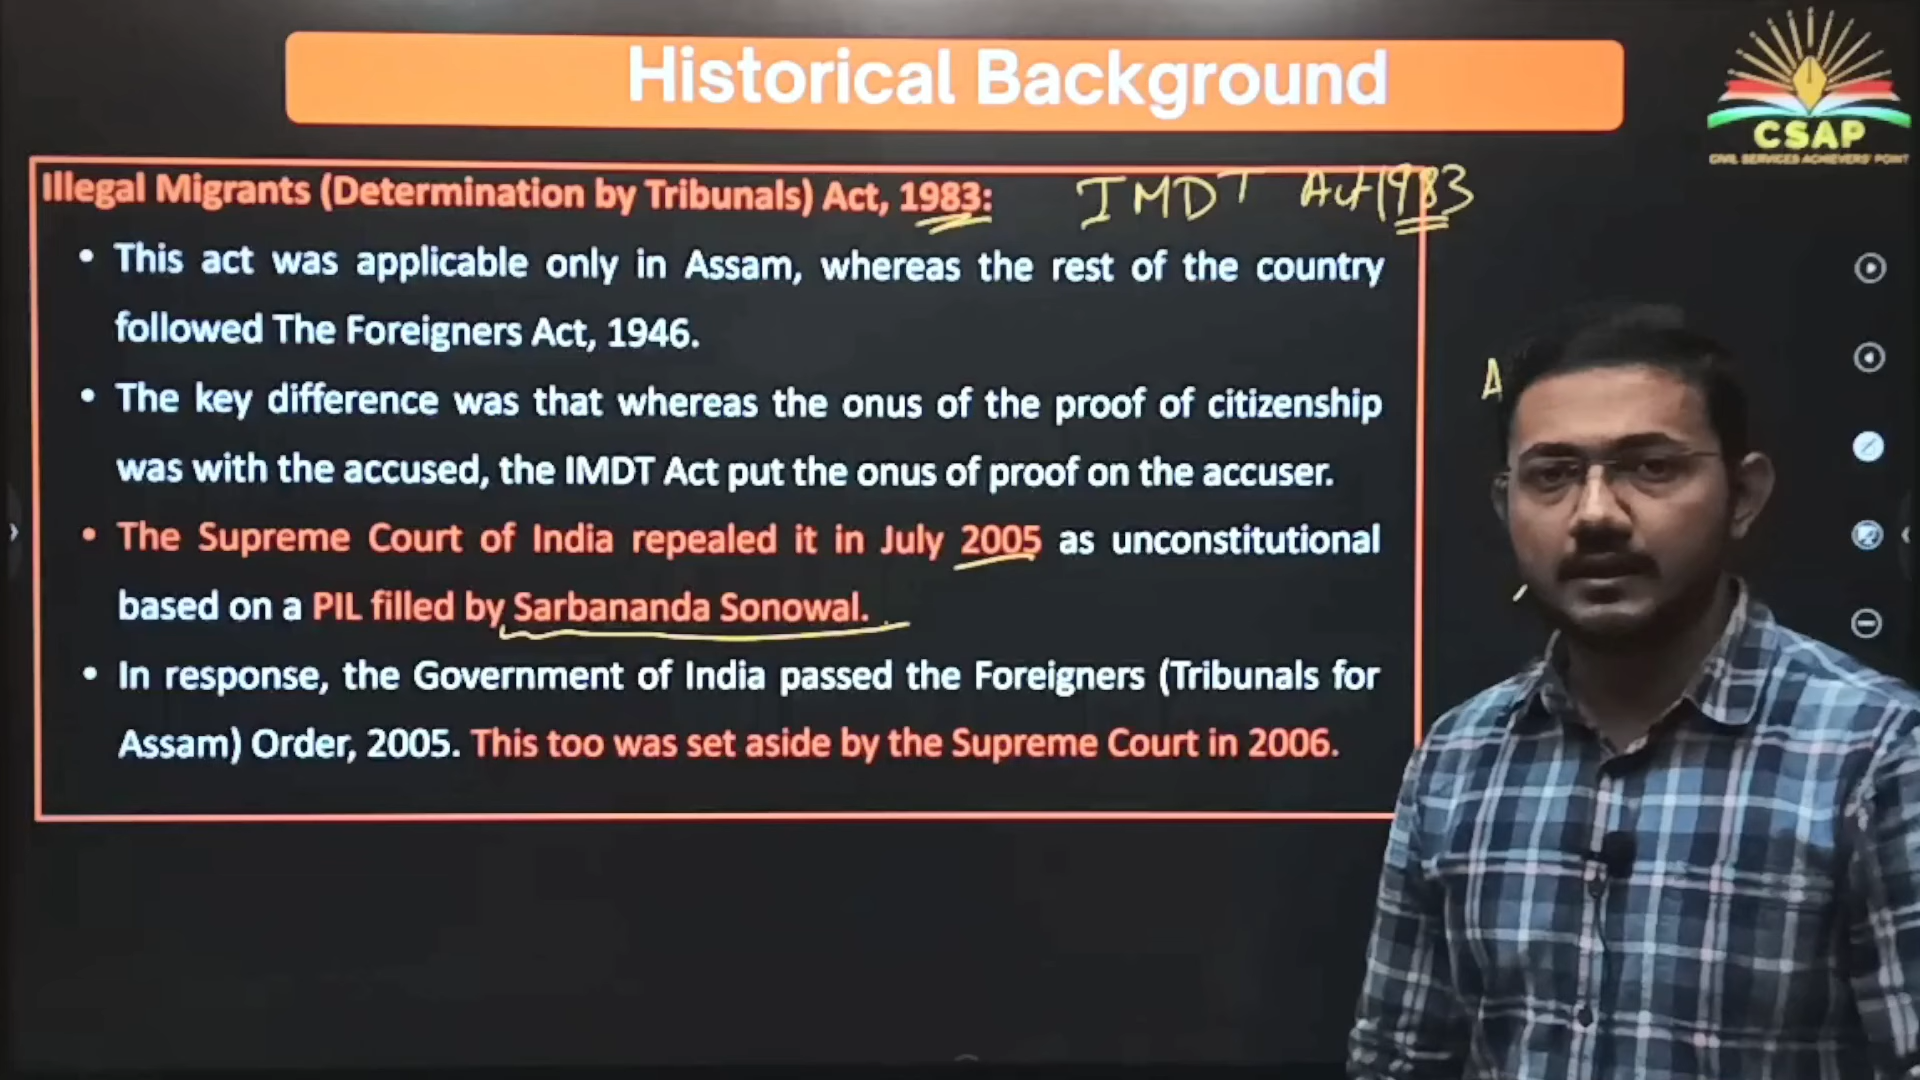 Historical Background
CSAP
CIVIL SERVICES ACHIEVERS' POINT
Illegal Migrants (Determination by Tribunals) Act, 1983:
IMDT Act 1983
• This act was applicable only in Assam, whereas the rest of the country
followed The Foreigners Act, 1946.
A
• The key difference was that whereas the onus of the proof of citizenship
was with the accused, the IMDT Act put the onus of proof on the accuser.
• The Supreme Court of India repealed it in July 2005 as unconstitutional
based on a PIL filled by Sarbananda Sonowal.
• In response, the Government of India passed the Foreigners (Tribunals for
Assam) Order, 2005. This too was set aside by the Supreme Court in 2006.